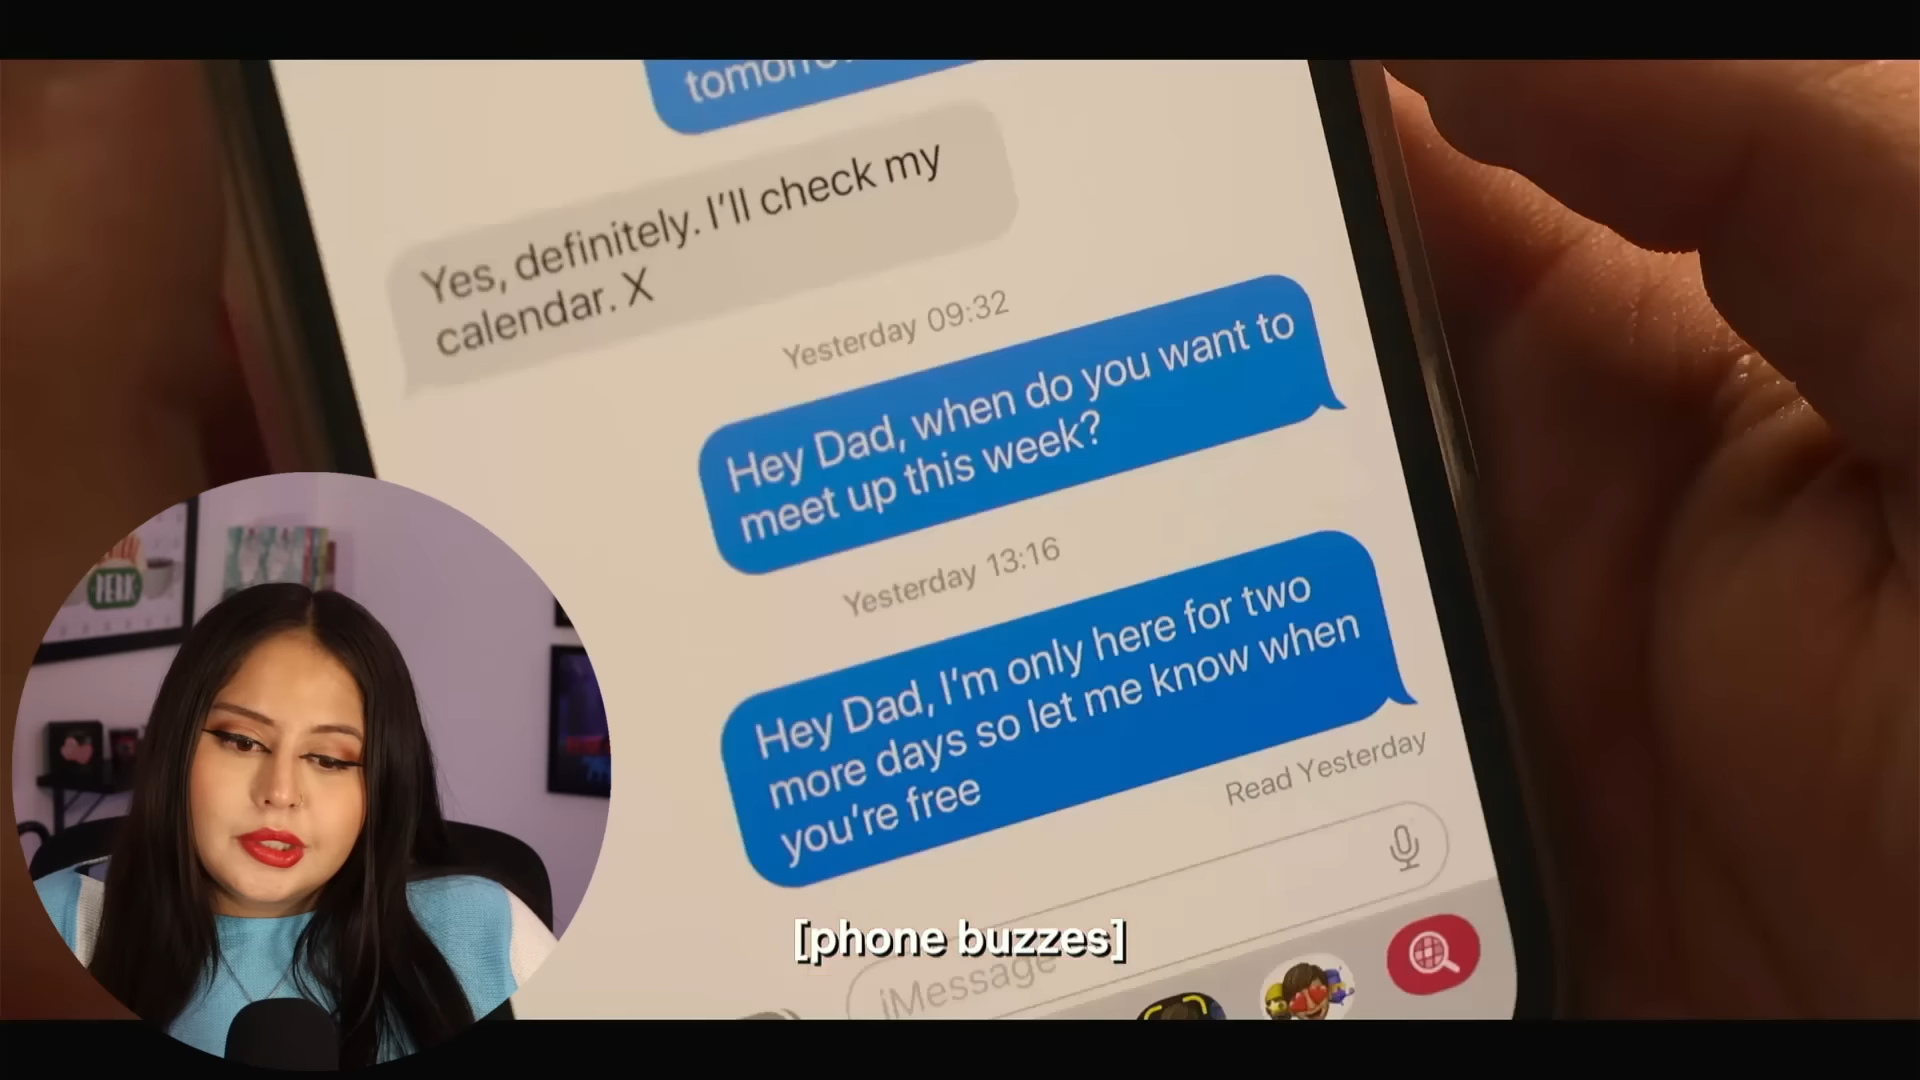 Yes, definitely. I'll check my
calendar. X
Yesterday 09:32
Hey Dad, when do you want to
meet up this week?
Yesterday 13:16
Hey Dad, I'm only here for two
more days so let me know when
you're free
Read Yesterday
iMessage
[phone buzzes]
PERK